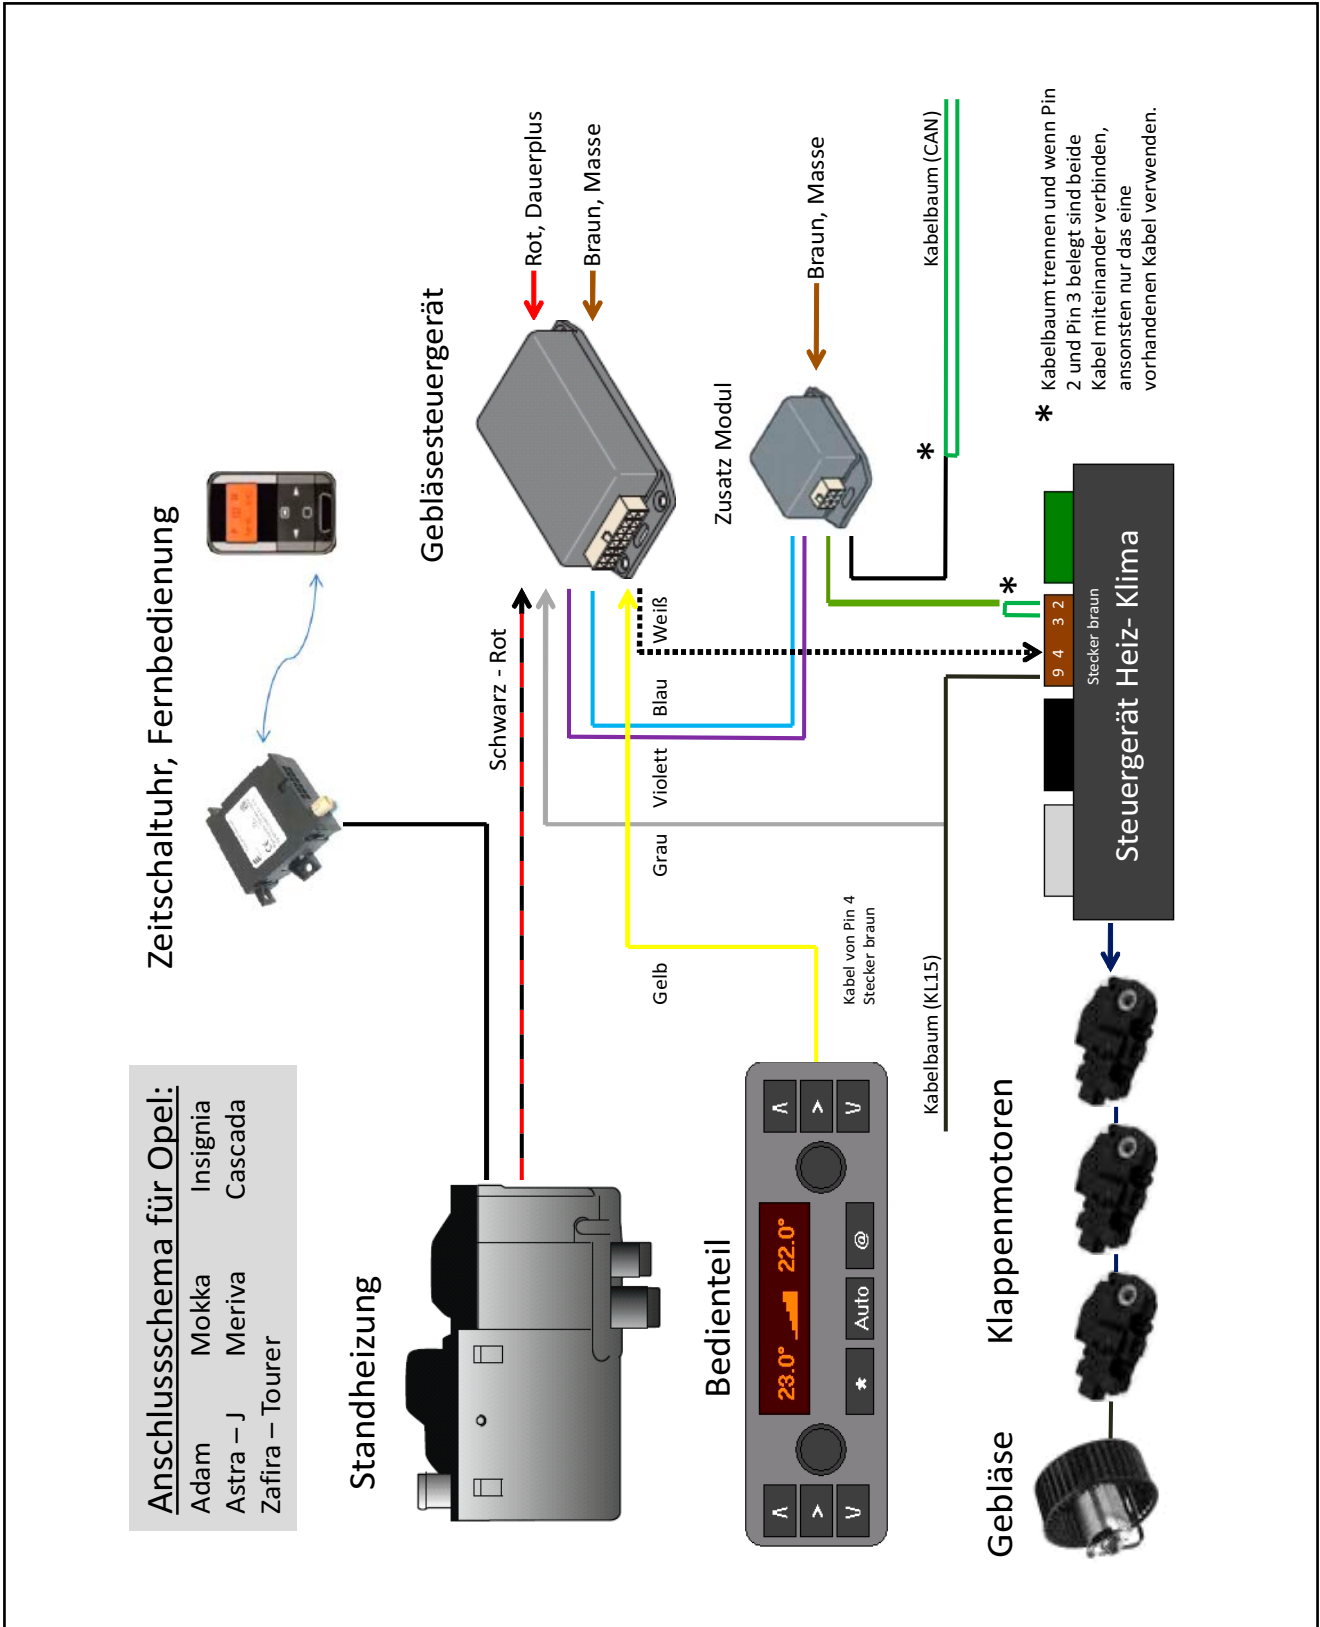 Anschlussschema für Opel:
Adam Mokka Insignia
Astra – J Meriva Cascada
Zafira – Tourer
Zeitschaltuhr, Fernbedienung
Standheizung
Schwarz - Rot
Gebläsesteuergerät
Rot, Dauerplus
Braun, Masse
Gelb
Grau
Violett
Blau
Weiß
Zusatz Modul
Braun, Masse
Bedienteil
23.0° 22.0°
* Auto @
Kabel von Pin 4
Stecker braun
Kabelbaum (KL15)
Kabelbaum (CAN)
*
*
9 4 3 2
Stecker braun
Steuergerät Heiz- Klima
Gebläse
Klappenmotoren
* Kabelbaum trennen und wenn Pin
2 und Pin 3 belegt sind beide
Kabel miteinander verbinden,
ansonsten nur das eine
vorhandenen Kabel verwenden.